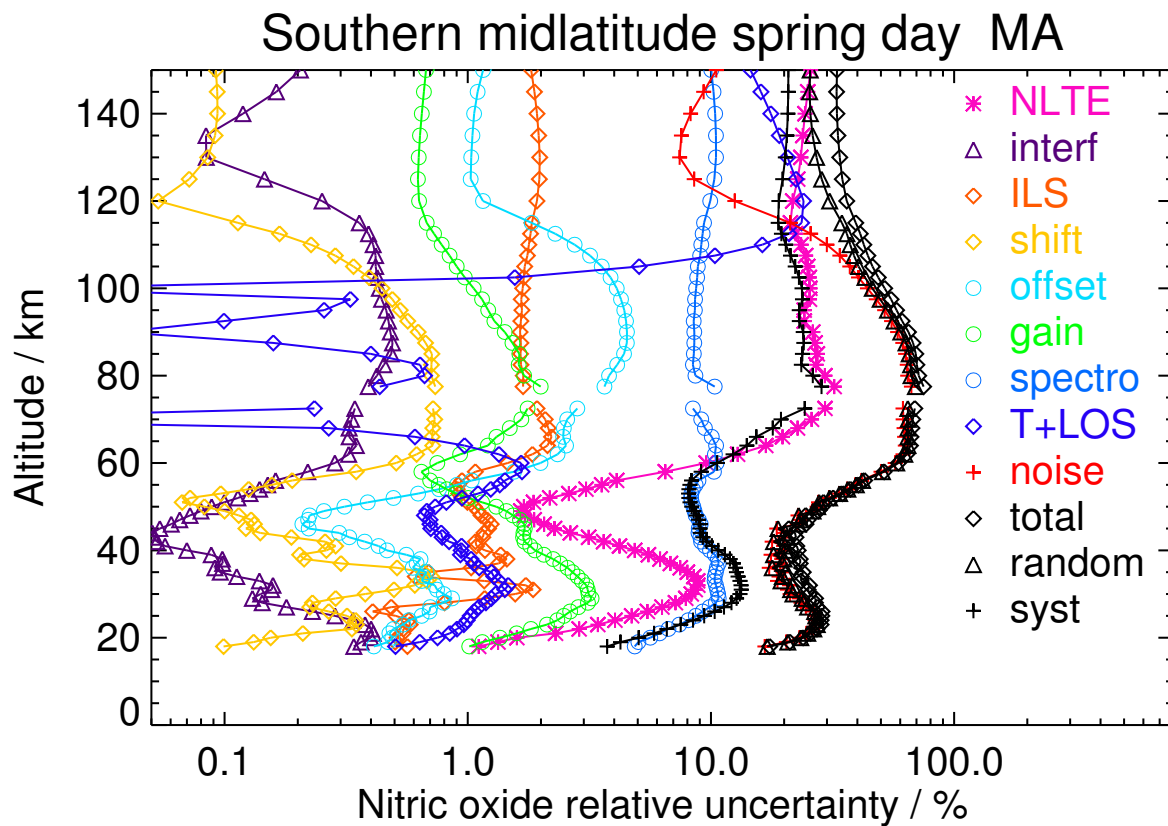 Southern midlatitude spring day  MA
140
120
100
80
60
40
20
0
Altitude / km
NLTE
interf
ILS
shift
offset
gain
spectro
T+LOS
noise
total
random
syst
0.1 1.0 10.0 100.0
Nitric oxide relative uncertainty / %